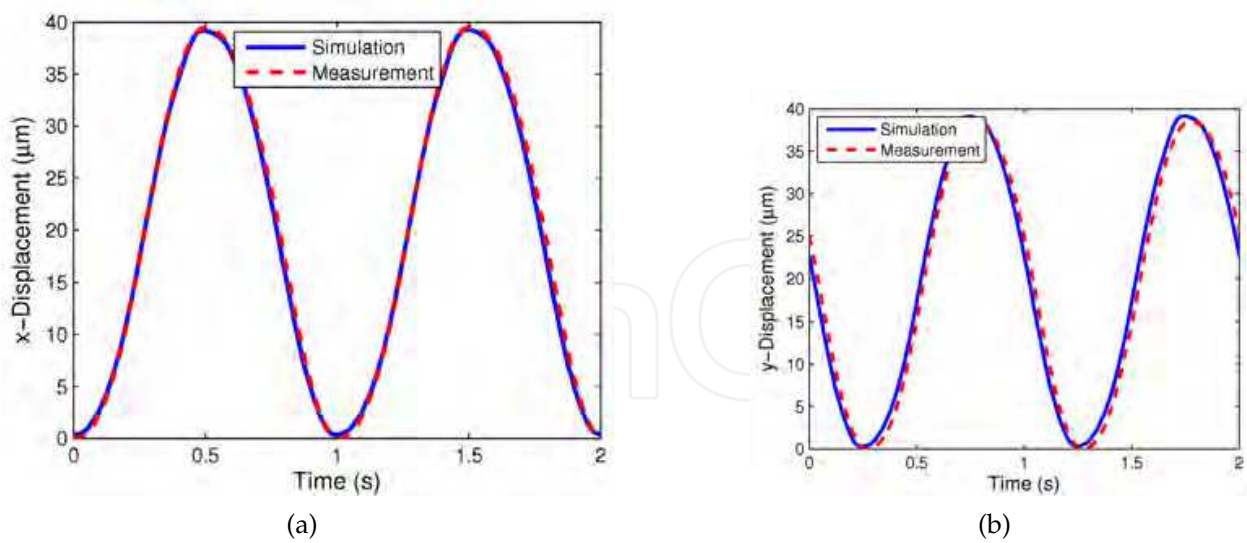 40
35
30
25
20
15
10
5
0
x-Displacement (μm)
Simulation
Measurement
0 0.5 1 1.5 2
Time (s)
(a)
40
35
30
25
20
15
10
5
0
y-Displacement (μm)
Simulation
Measurement
0 0.5 1 1.5 2
Time (s)
(b)